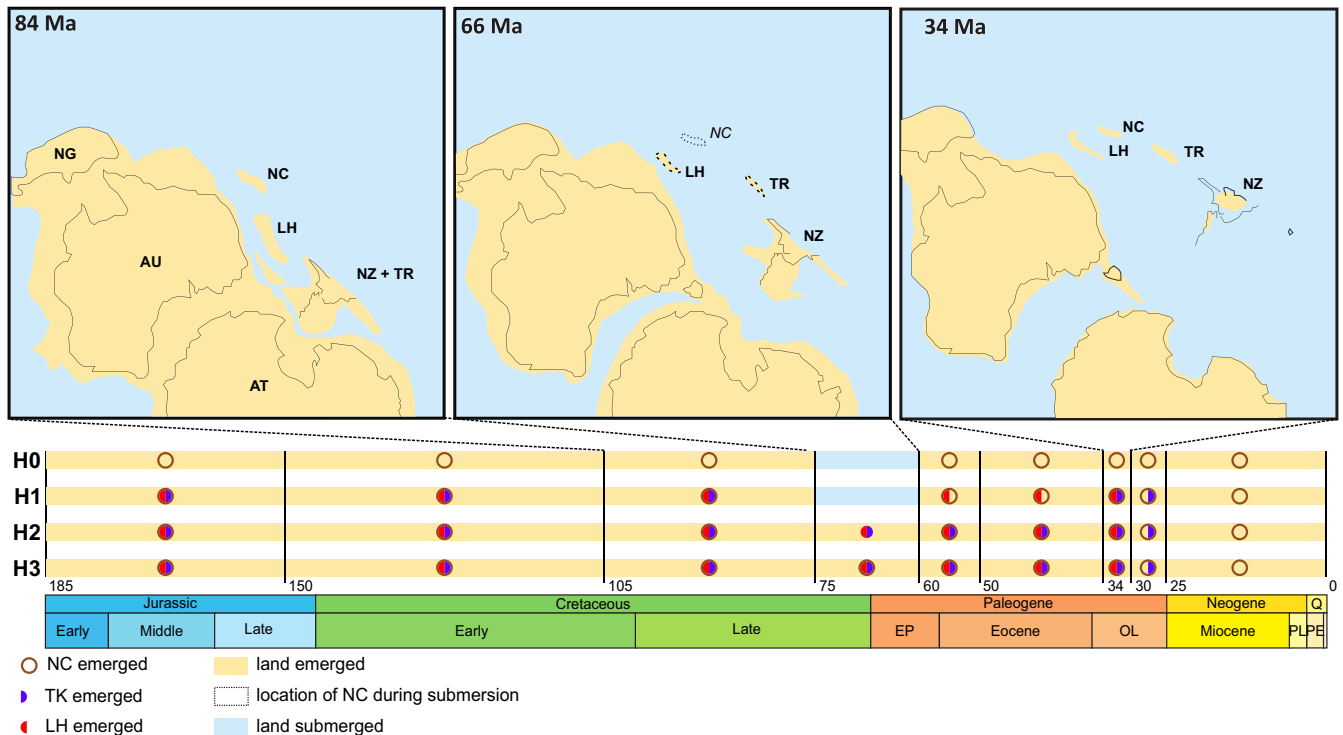 84 Ma
66 Ma
34 Ma
NG
NC
LH
AU
NZ + TR
AT
NC
LH
TR
NZ
NC
LH
TR
NZ
H0
H1
H2
H3
185 150 105 75 60 50 34 30 25 0
Jurassic Cretaceous Paleogene Neogene Q
Early Middle Late Early Late EP Eocene OL Miocene PL PE
NC emerged land emerged
TK emerged location of NC during submersion
LH emerged land submerged